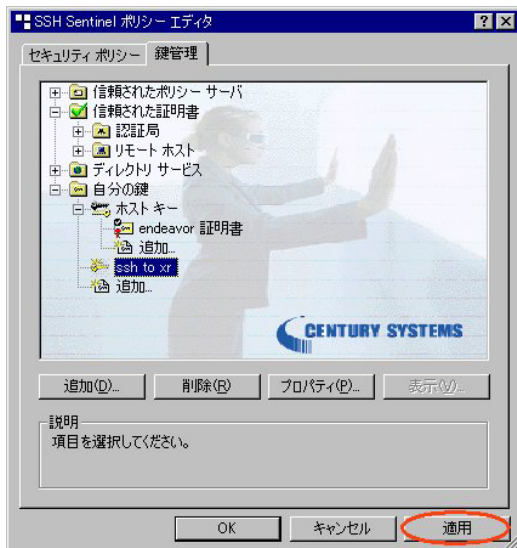 SSH Sentinel ポリシー エディタ
セキュリティ ポリシー 鍵管理
信頼されたポリシー サーバ
信頼された証明書
認証局
リモート ホスト
ディレクトリ サービス
自分の鍵
ホスト キー
endeavor 証明書
追加...
ssh to xr
追加...
CENTURY SYSTEMS
追加(D)... 削除(R) プロパティ(P)... 表示(V)...
説明
項目を選択してください。
OK キャンセル 適用